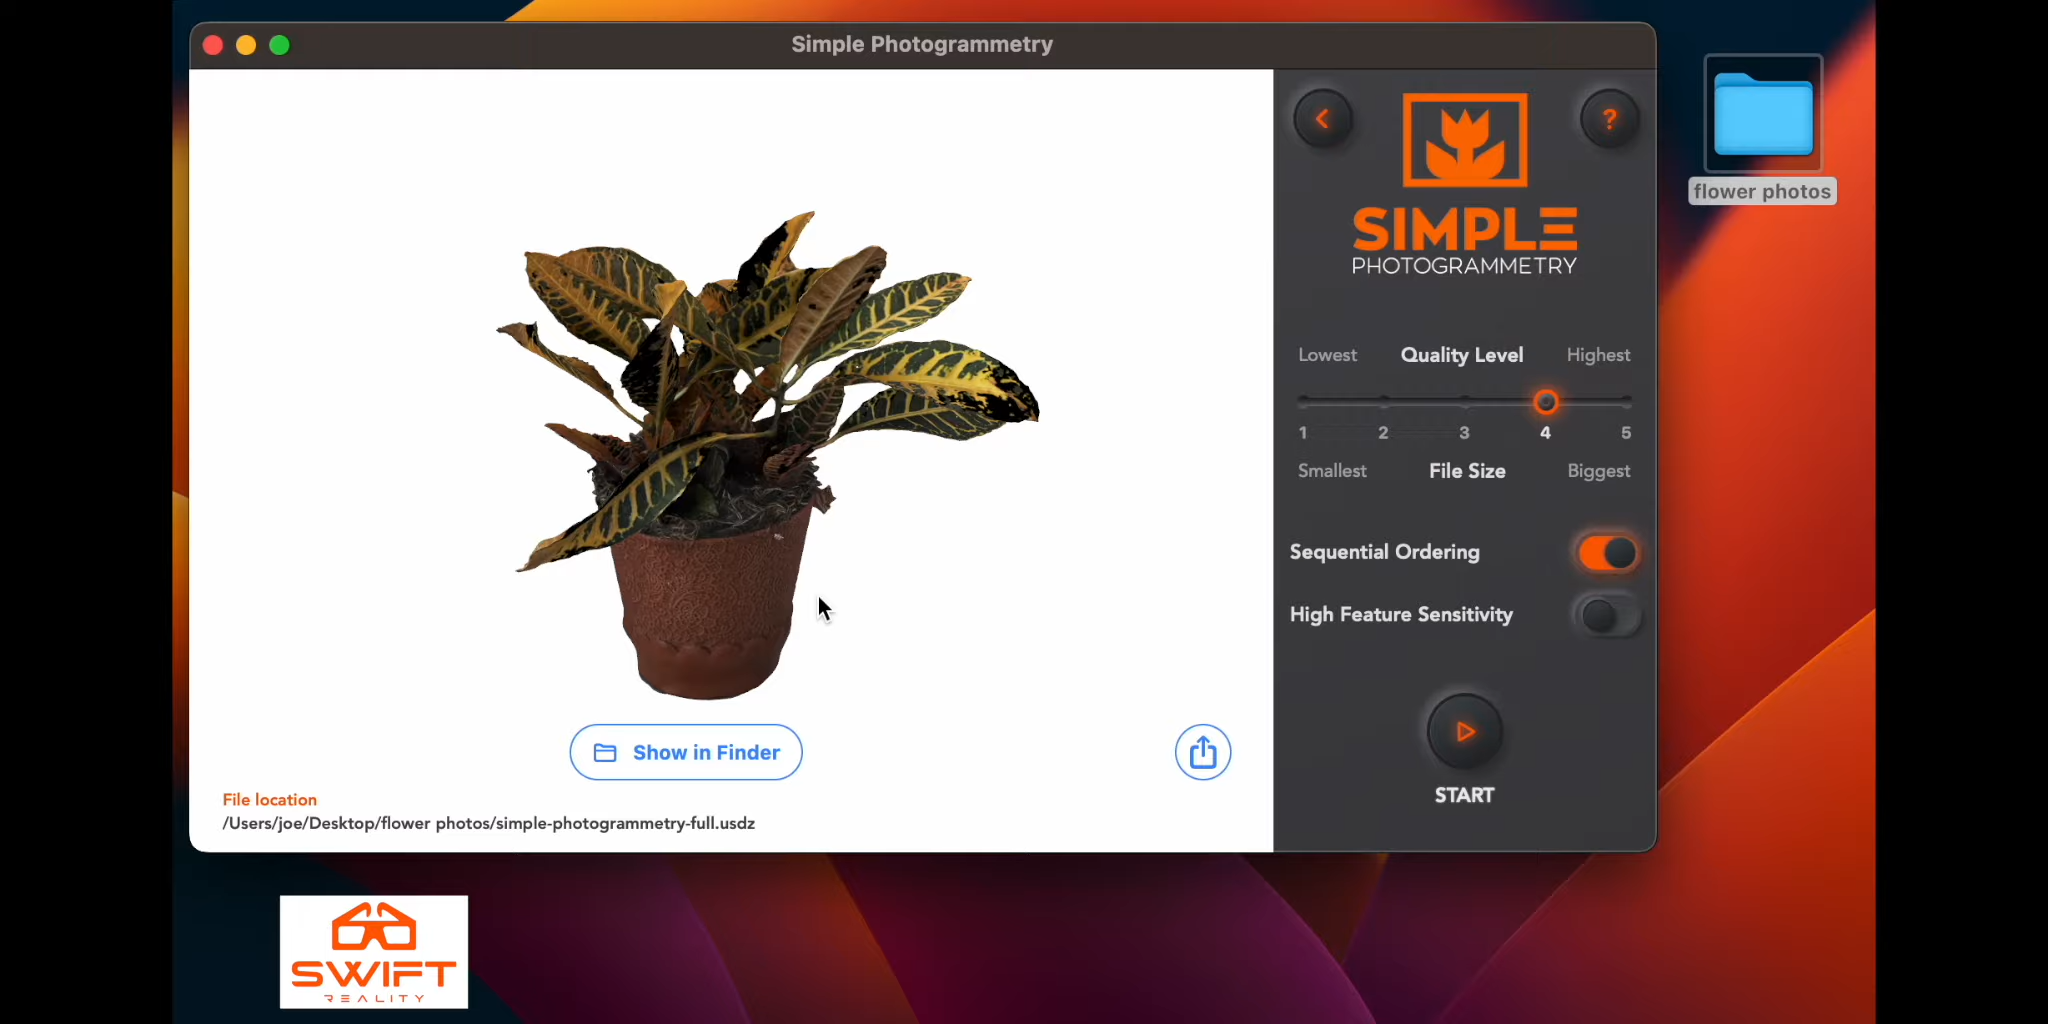 Simple Photogrammetry
flower photos
?
SIMPLE
PHOTOGRAMMETRY
Lowest Quality Level Highest
1 2 3 4 5
Smallest File Size Biggest
Sequential Ordering
High Feature Sensitivity
START
Show in Finder
File location
/Users/joe/Desktop/flower photos/simple-photogrammetry-full.usdz
SWIFT
REALITY